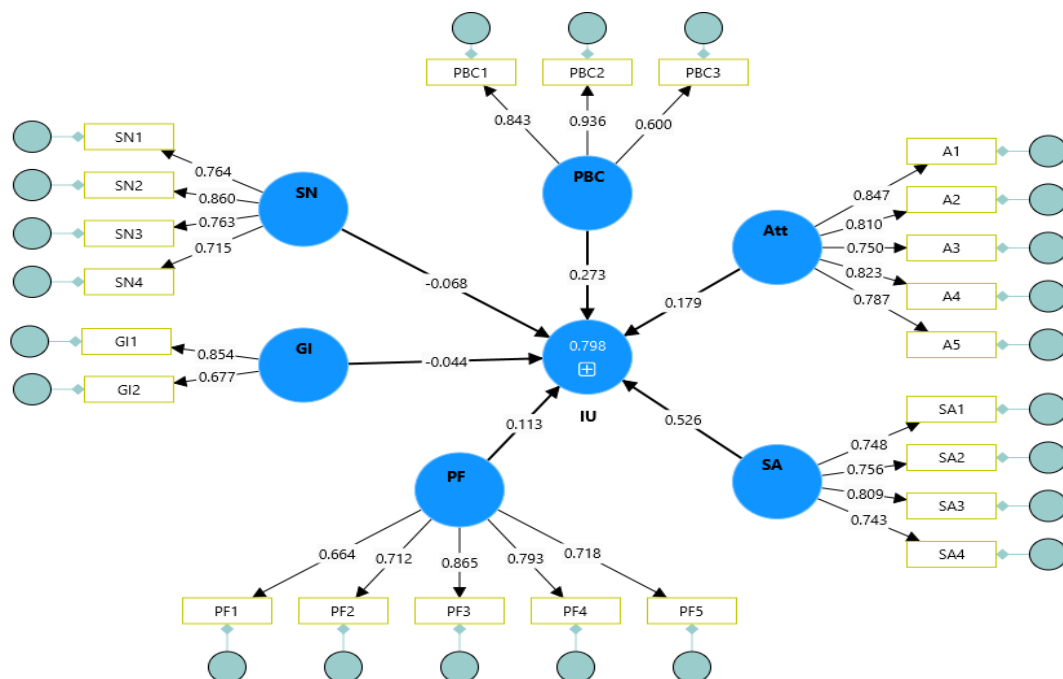 PBC1
PBC2
PBC3
0.843
0.936
0.600
PBC
SN1
SN2
SN3
SN4
0.764
0.860
0.763
0.715
SN
-0.068
0.273
A1
A2
A3
A4
A5
0.847
0.810
0.750
0.823
0.787
Att
0.179
GI1
GI2
0.854
0.677
GI
-0.044
0.798
IU
0.113
0.526
SA1
SA2
SA3
SA4
0.748
0.756
0.809
0.743
SA
PF
0.664
0.712
0.865
0.793
0.718
PF1
PF2
PF3
PF4
PF5